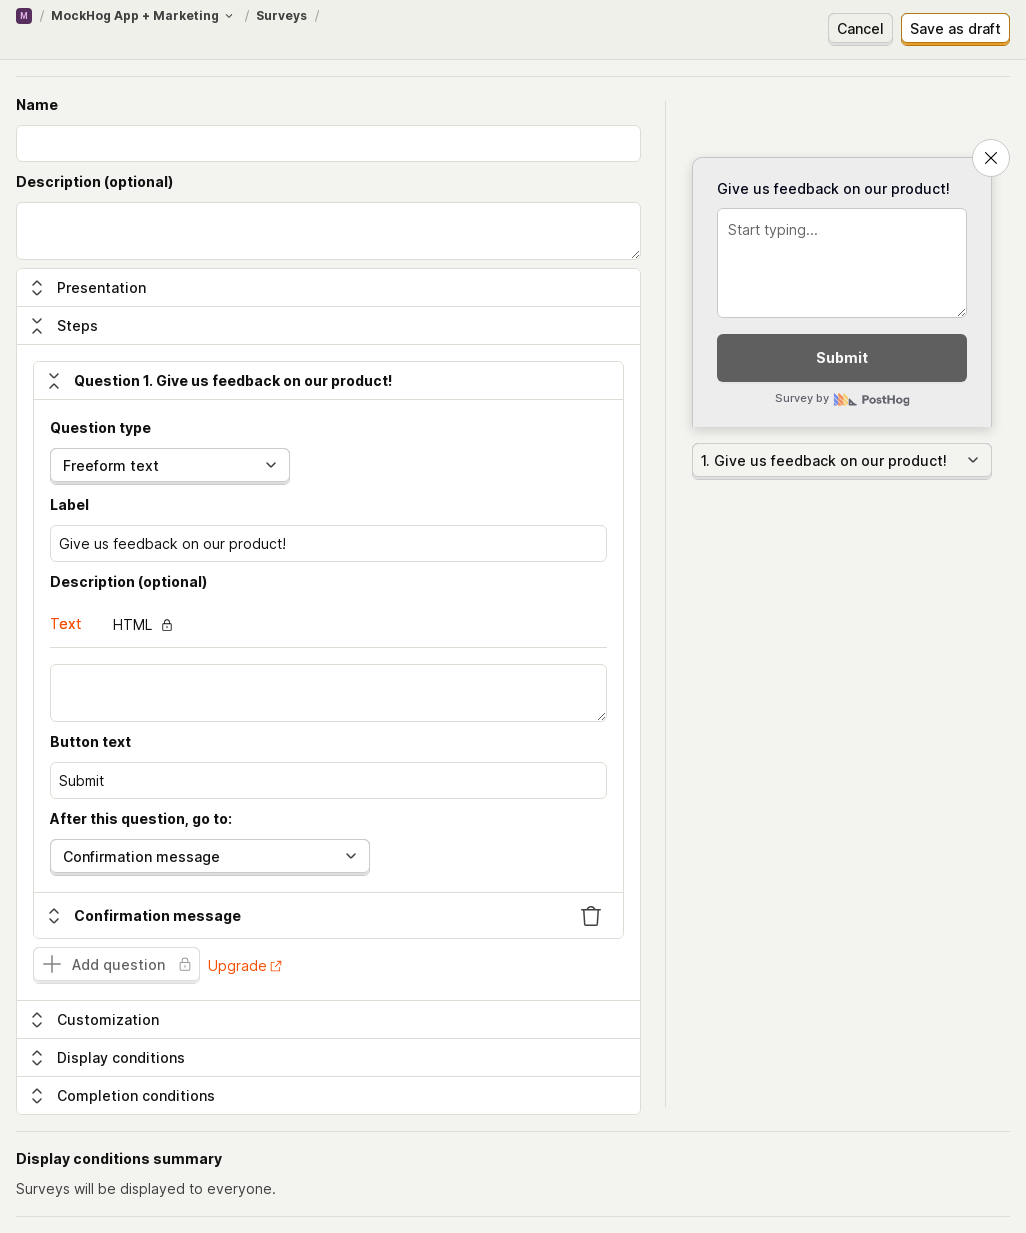 M / MockHog App + Marketing / Surveys /
Cancel
Save as draft
Name
Description (optional)
Presentation
Steps
Question 1. Give us feedback on our product!
Question type
Freeform text
Label
Give us feedback on our product!
Description (optional)
Text
HTML
Button text
Submit
After this question, go to:
Confirmation message
Confirmation message
Add question
Upgrade
Customization
Display conditions
Completion conditions
Give us feedback on our product!
Start typing...
Submit
Survey by PostHog
1. Give us feedback on our product!
Display conditions summary
Surveys will be displayed to everyone.